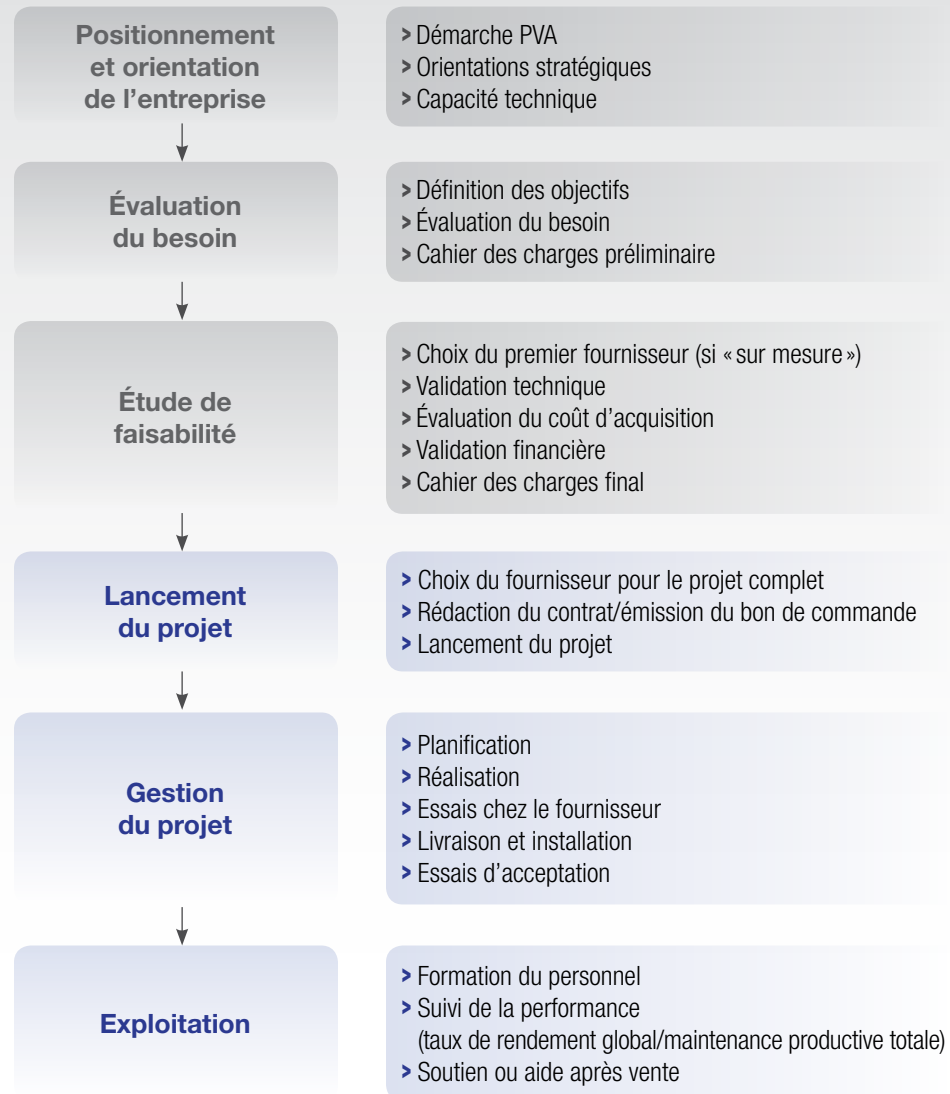 Positionnement
et orientation
de l’entreprise
> Démarche PVA
> Orientations stratégiques
> Capacité technique
Évaluation
du besoin
> Définition des objectifs
> Évaluation du besoin
> Cahier des charges préliminaire
Étude de
faisabilité
> Choix du premier fournisseur (si « sur mesure »)
> Validation technique
> Évaluation du coût d’acquisition
> Validation financière
> Cahier des charges final
Lancement
du projet
> Choix du fournisseur pour le projet complet
> Rédaction du contrat/émission du bon de commande
> Lancement du projet
Gestion
du projet
> Planification
> Réalisation
> Essais chez le fournisseur
> Livraison et installation
> Essais d’acceptation
Exploitation
> Formation du personnel
> Suivi de la performance
(taux de rendement global/maintenance productive totale)
> Soutien ou aide après vente